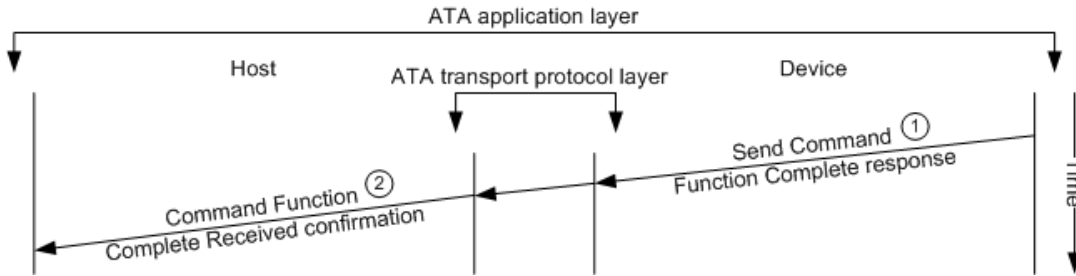 ATA application layer
Host
Device
ATA transport protocol layer
Send Command 1
Function Complete response
Command Function 2
Complete Received confirmation
Time